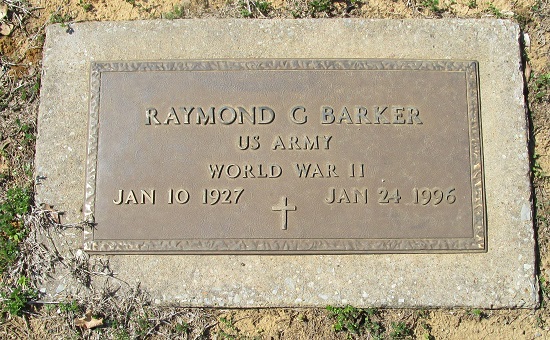 RAYMOND G BARKER
US ARMY
WORLD WAR II
JAN 10 1927 JAN 24 1996